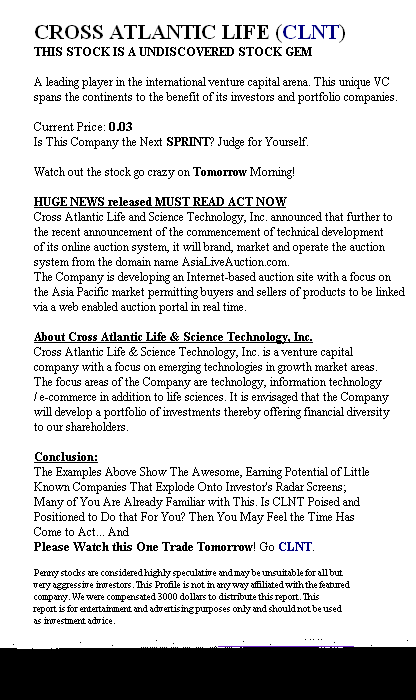 CROSS ATLANTIC LIFE (CLNT)
THIS STOCK IS A UNDISCOVERED STOCK GEM
A leading player in the international venture capital arena. This unique VC
spans the continents to the benefit of its investors and portfolio companies.
Current Price: 0.03
Is This Company the Next SPRINT? Judge for Yourself.
Watch out the stock go crazy on Tomorrow Morning!
HUGE NEWS released MUST READ ACT NOW
Cross Atlantic Life and Science Technology, Inc. announced that further to
the recent announcement of the commencement of technical development
of its online auction system, it will brand, market and operate the auction
system from the domain name AsiaLiveAuction.com.
The Company is developing an Internet-based auction site with a focus on
the Asia Pacific market permitting buyers and sellers of products to be linked
via a web enabled auction portal in real time.
About Cross Atlantic Life & Science Technology, Inc.
Cross Atlantic Life & Science Technology, Inc. is a venture capital
company with a focus on emerging technologies in growth market areas.
The focus areas of the Company are technology, information technology
/ e-commerce in addition to life sciences. It is envisaged that the Company
will develop a portfolio of investments thereby offering financial diversity
to our shareholders.
Conclusion:
The Examples Above Show The Awesome, Earning Potential of Little
Known Companies That Explode Onto Investor's Radar Screens;
Many of You Are Already Familiar with This. Is CLNT Poised and
Positioned to Do that For You? Then You May Feel the Time Has
Come to Act... And
Please Watch this One Trade Tomorrow! Go CLNT.
Penny stocks are considered highly speculative and may be unsuitable for all but
very aggressive investors. This Profile is not in any way affiliated with the featured
company. We were compensated 3000 dollars to distribute this report. This
report is for entertainment and advertising purposes only and should not be used
as investment advice.